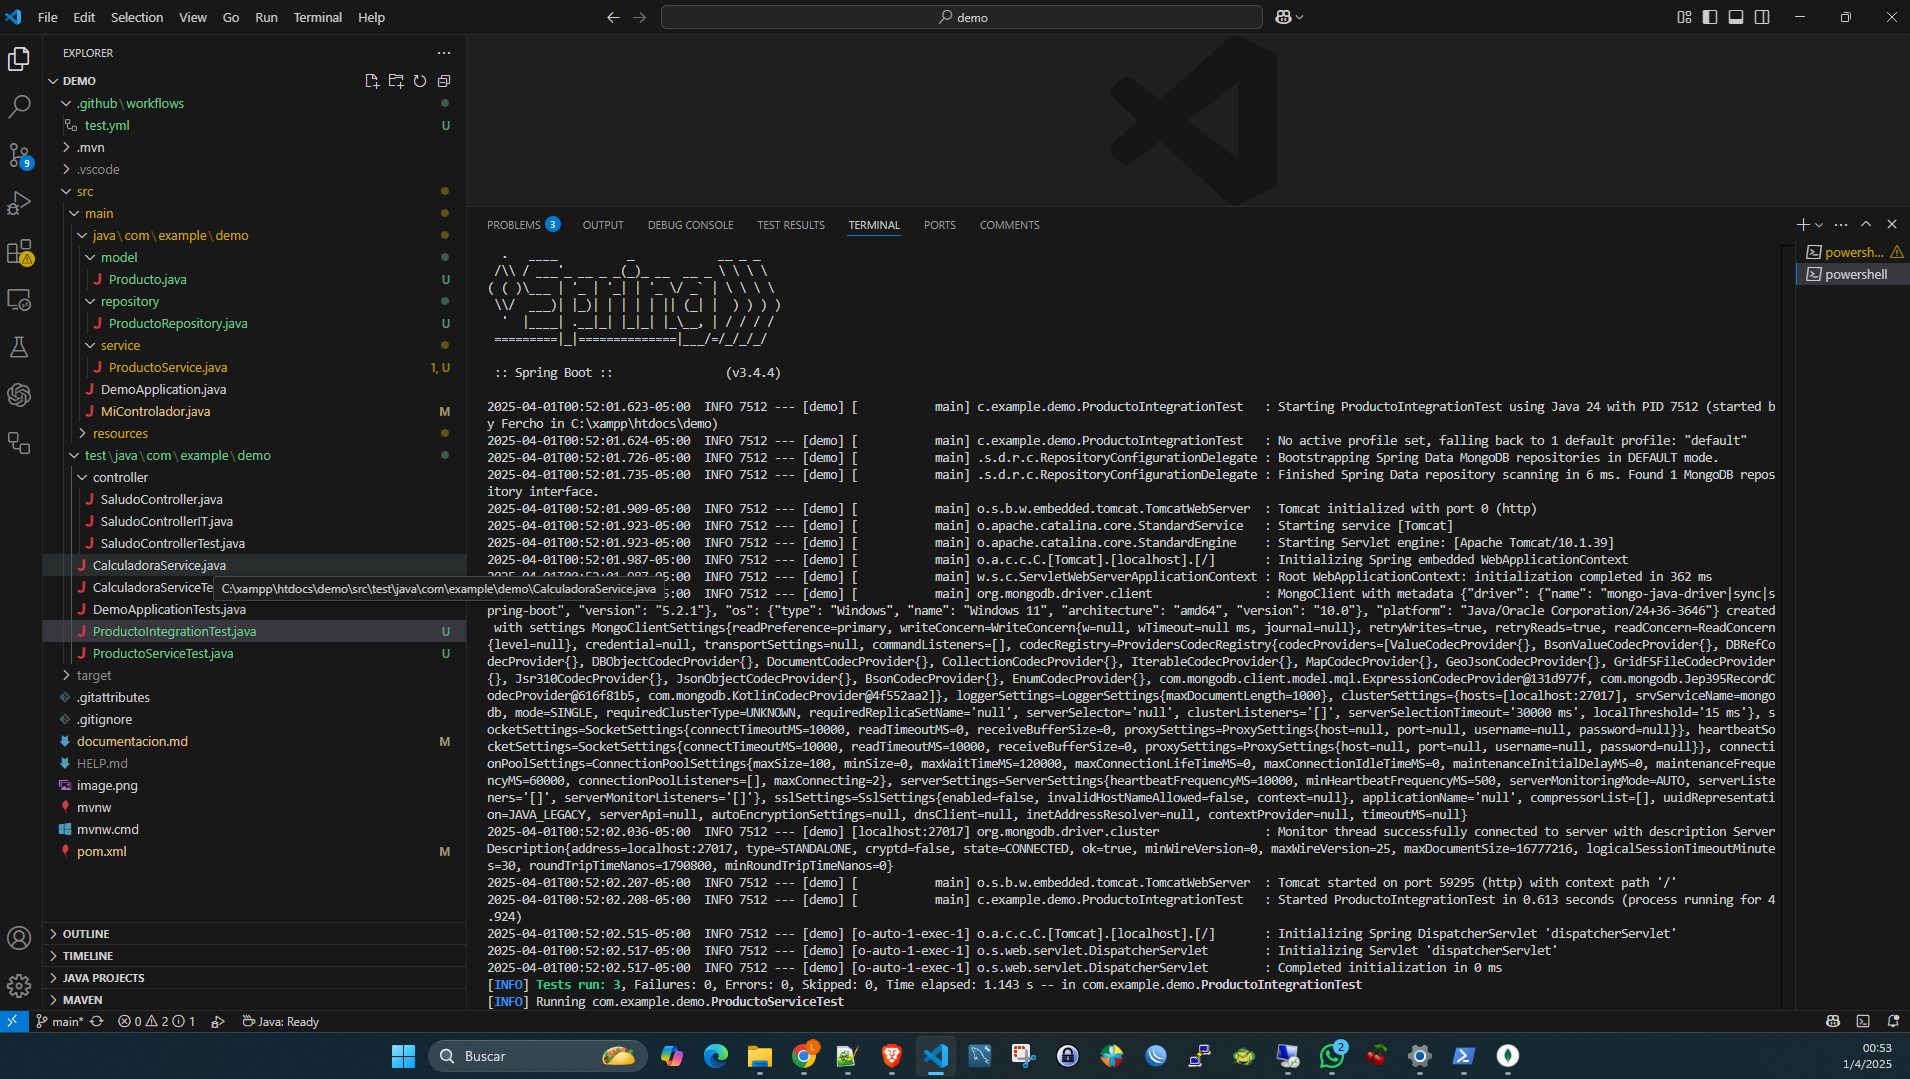 File Edit Selection View Go Run Terminal Help
demo
EXPLORER
DEMO
.github\workflows
test.yml U
.mvn
.vscode
src
main
java\com\example\demo
model
Producto.java U
repository
ProductoRepository.java U
service
ProductoService.java 1, U
DemoApplication.java
MiControlador.java M
resources
test\java\com\example\demo
controller
SaludoController.java
SaludoControllerIT.java
SaludoControllerTest.java
CalculadoraService.java
CalculadoraServiceTe
C:\xampp\htdocs\demo\src\test\java\com\example\demo\CalculadoraService.java
DemoApplicationTests.java
ProductoIntegrationTest.java U
ProductoServiceTest.java U
target
.gitattributes
.gitignore
documentacion.md M
HELP.md
image.png
mvnw
mvnw.cmd
pom.xml M
OUTLINE
TIMELINE
JAVA PROJECTS
MAVEN
9
PROBLEMS 3 OUTPUT DEBUG CONSOLE TEST RESULTS TERMINAL PORTS COMMENTS
powersh...
powershell
:: Spring Boot :: (v3.4.4)
2025-04-01T00:52:01.623-05:00 INFO 7512 --- [demo] [ main] c.example.demo.ProductoIntegrationTest : Starting ProductoIntegrationTest using Java 24 with PID 7512 (started b
y Fercho in C:\xampp\htdocs\demo)
2025-04-01T00:52:01.624-05:00 INFO 7512 --- [demo] [ main] c.example.demo.ProductoIntegrationTest : No active profile set, falling back to 1 default profile: "default"
2025-04-01T00:52:01.726-05:00 INFO 7512 --- [demo] [ main] .s.d.r.c.RepositoryConfigurationDelegate : Bootstrapping Spring Data MongoDB repositories in DEFAULT mode.
2025-04-01T00:52:01.735-05:00 INFO 7512 --- [demo] [ main] .s.d.r.c.RepositoryConfigurationDelegate : Finished Spring Data repository scanning in 6 ms. Found 1 MongoDB repos
itory interface.
2025-04-01T00:52:01.909-05:00 INFO 7512 --- [demo] [ main] o.s.b.w.embedded.tomcat.TomcatWebServer : Tomcat initialized with port 0 (http)
2025-04-01T00:52:01.923-05:00 INFO 7512 --- [demo] [ main] o.apache.catalina.core.StandardService : Starting service [Tomcat]
2025-04-01T00:52:01.923-05:00 INFO 7512 --- [demo] [ main] o.apache.catalina.core.StandardEngine : Starting Servlet engine: [Apache Tomcat/10.1.39]
2025-04-01T00:52:01.987-05:00 INFO 7512 --- [demo] [ main] o.a.c.c.C.[Tomcat].[localhost].[/] : Initializing Spring embedded WebApplicationContext
2025-04-01T00:52:01.987-05:00 INFO 7512 --- [demo] [ main] w.s.c.ServletWebServerApplicationContext : Root WebApplicationContext: initialization completed in 362 ms
5:00 INFO 7512 --- [demo] [ main] org.mongodb.driver.client : MongoClient with metadata {"driver": {"name": "mongo-java-driver|sync|s
pring-boot", "version": "5.2.1"}, "os": {"type": "Windows", "name": "Windows 11", "architecture": "amd64", "version": "10.0"}, "platform": "Java/Oracle Corporation/24+36-3646"} created
with settings MongoClientSettings{readPreference=primary, writeConcern=WriteConcern{w=null, wTimeout=null ms, journal=null}, retryWrites=true, retryReads=true, readConcern=ReadConcern
{level=null}, credential=null, transportSettings=null, commandListeners=[], codecRegistry=ProvidersCodecRegistry{codecProviders=[ValueCodecProvider{}, BsonValueCodecProvider{}, DBRefCo
decProvider{}, DBObjectCodecProvider{}, DocumentCodecProvider{}, CollectionCodecProvider{}, IterableCodecProvider{}, MapCodecProvider{}, GeoJsonCodecProvider{}, GridFSFileCodecProvider
{}, Jsr310CodecProvider{}, JsonObjectCodecProvider{}, BsonCodecProvider{}, EnumCodecProvider{}, com.mongodb.client.model.mql.ExpressionCodecProvider@131d977f, com.mongodb.Jep395RecordC
odecProvider@616f81b5, com.mongodb.KotlinCodecProvider@4f552aa2]}, loggerSettings=LoggerSettings{maxDocumentLength=1000}, clusterSettings={hosts=[localhost:27017], srvServiceName=mongo
db, mode=SINGLE, requiredClusterType=UNKNOWN, requiredReplicaSetName='null', serverSelector='null', clusterListeners='[]', serverSelectionTimeout='30000 ms', localThreshold='15 ms'}, s
ocketSettings=SocketSettings{connectTimeoutMS=10000, readTimeoutMS=0, receiveBufferSize=0, proxySettings=ProxySettings{host=null, port=null, username=null, password=null}}, heartbeatSo
cketSettings=SocketSettings{connectTimeoutMS=10000, readTimeoutMS=10000, receiveBufferSize=0, proxySettings=ProxySettings{host=null, port=null, username=null, password=null}}, connecti
onPoolSettings=ConnectionPoolSettings{maxSize=100, minSize=0, maxWaitTimeMS=120000, maxConnectionLifeTimeMS=0, maxConnectionIdleTimeMS=0, maintenanceInitialDelayMS=0, maintenanceFreque
ncyMS=60000, connectionPoolListeners=[], maxConnecting=2}, serverSettings=ServerSettings{heartbeatFrequencyMS=10000, minHeartbeatFrequencyMS=500, serverMonitoringMode=AUTO, serverListe
ners='[]', serverMonitorListeners='[]'}, sslSettings=SslSettings{enabled=false, invalidHostNameAllowed=false, context=null}, applicationName='null', compressorList=[], uuidRepresentati
on=JAVA_LEGACY, serverApi=null, autoEncryptionSettings=null, dnsClient=null, inetAddressResolver=null, contextProvider=null, timeoutMS=null}
2025-04-01T00:52:02.036-05:00 INFO 7512 --- [demo] [localhost:27017] org.mongodb.driver.cluster : Monitor thread successfully connected to server with description Server
Description{address=localhost:27017, type=STANDALONE, cryptd=false, state=CONNECTED, ok=true, minWireVersion=0, maxWireVersion=25, maxDocumentSize=16777216, logicalSessionTimeoutMinute
s=30, roundTripTimeNanos=1790800, minRoundTripTimeNanos=0}
2025-04-01T00:52:02.207-05:00 INFO 7512 --- [demo] [ main] o.s.b.w.embedded.tomcat.TomcatWebServer : Tomcat started on port 59295 (http) with context path '/'
2025-04-01T00:52:02.208-05:00 INFO 7512 --- [demo] [ main] c.example.demo.ProductoIntegrationTest : Started ProductoIntegrationTest in 0.613 seconds (process running for 4
.924)
2025-04-01T00:52:02.515-05:00 INFO 7512 --- [demo] [o-auto-1-exec-1] o.a.c.c.C.[Tomcat].[localhost].[/] : Initializing Spring DispatcherServlet 'dispatcherServlet'
2025-04-01T00:52:02.517-05:00 INFO 7512 --- [demo] [o-auto-1-exec-1] o.s.web.servlet.DispatcherServlet : Initializing Servlet 'dispatcherServlet'
2025-04-01T00:52:02.517-05:00 INFO 7512 --- [demo] [o-auto-1-exec-1] o.s.web.servlet.DispatcherServlet : Completed initialization in 0 ms
[INFO] Tests run: 3, Failures: 0, Errors: 0, Skipped: 0, Time elapsed: 1.143 s -- in com.example.demo.ProductoIntegrationTest
[INFO] Running com.example.demo.ProductoServiceTest
main* 0 2 1 Java: Ready
Buscar
2
00:53
1/4/2025